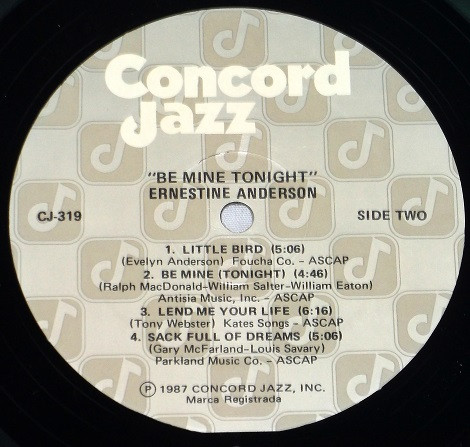 Concord
Jazz
"BE MINE TONIGHT"
ERNESTINE ANDERSON
CJ-319
SIDE TWO
1. LITTLE BIRD (5:06)
(Evelyn Anderson) Foucha Co. – ASCAP
2. BE MINE (TONIGHT) (4:46)
(Ralph MacDonald-William Salter-William Eaton)
Antisia Music, Inc. – ASCAP
3. LEND ME YOUR LIFE (6:16)
(Tony Webster) Kates Songs – ASCAP
4. SACK FULL OF DREAMS (5:06)
(Gary McFarland-Louis Savary)
Parkland Music Co. – ASCAP
Ⓟ 1987 CONCORD JAZZ, INC.
Marca Registrada